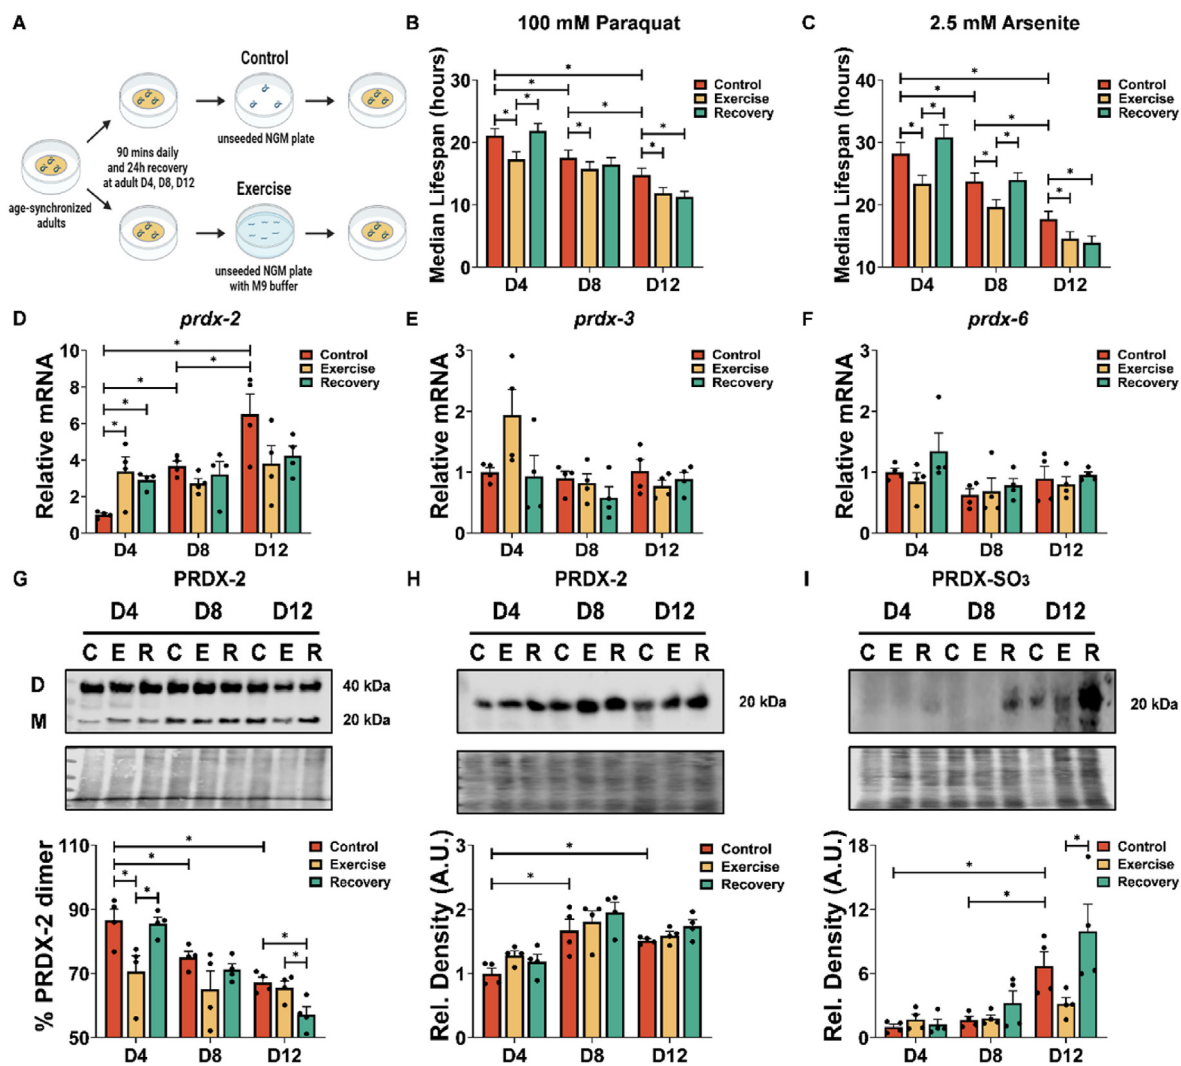 A
Control
unseeded NGM plate
90 mins daily
and 24h recovery
at adult D4, D8, D12
age-synchronized
adults
Exercise
unseeded NGM plate
with M9 buffer
B
100 mM Paraquat
Median Lifespan (hours)
30
20
10
0
* * * * * * * *
Control
Exercise
Recovery
D4 D8 D12
C
2.5 mM Arsenite
Median Lifespan (hours)
40
30
20
10
* * * * * * * * *
Control
Exercise
Recovery
D4 D8 D12
D
prdx-2
Relative mRNA
10
8
6
4
2
0
* * * * *
Control
Exercise
Recovery
D4 D8 D12
E
prdx-3
Relative mRNA
3
2
1
0
Control
Exercise
Recovery
D4 D8 D12
F
prdx-6
Relative mRNA
3
2
1
0
Control
Exercise
Recovery
D4 D8 D12
G
PRDX-2
D4 D8 D12
C E R C E R C E R
D 40 kDa
M 20 kDa
% PRDX-2 dimer
110
90
70
50
* * * * * *
Control
Exercise
Recovery
D4 D8 D12
H
PRDX-2
D4 D8 D12
C E R C E R C E R
20 kDa
Rel. Density (A.U.)
3
2
1
0
* *
Control
Exercise
Recovery
D4 D8 D12
I
PRDX-SO₃
D4 D8 D12
C E R C E R C E R
20 kDa
Rel. Density (A.U.)
18
12
6
0
* * *
Control
Exercise
Recovery
D4 D8 D12